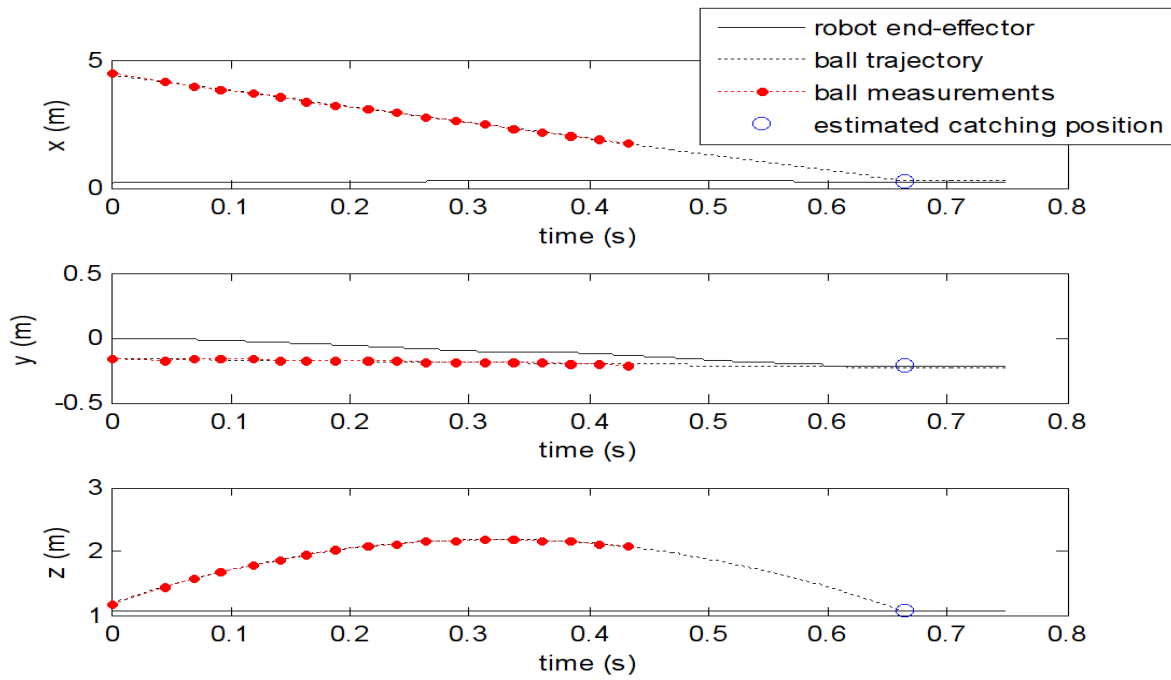 robot end-effector
ball trajectory
ball measurements
estimated catching position
5
0
x (m)
0 0.1 0.2 0.3 0.4 0.5 0.6 0.7 0.8
time (s)
0.5
0
-0.5
y (m)
0 0.1 0.2 0.3 0.4 0.5 0.6 0.7 0.8
time (s)
3
2
1
z (m)
0 0.1 0.2 0.3 0.4 0.5 0.6 0.7 0.8
time (s)